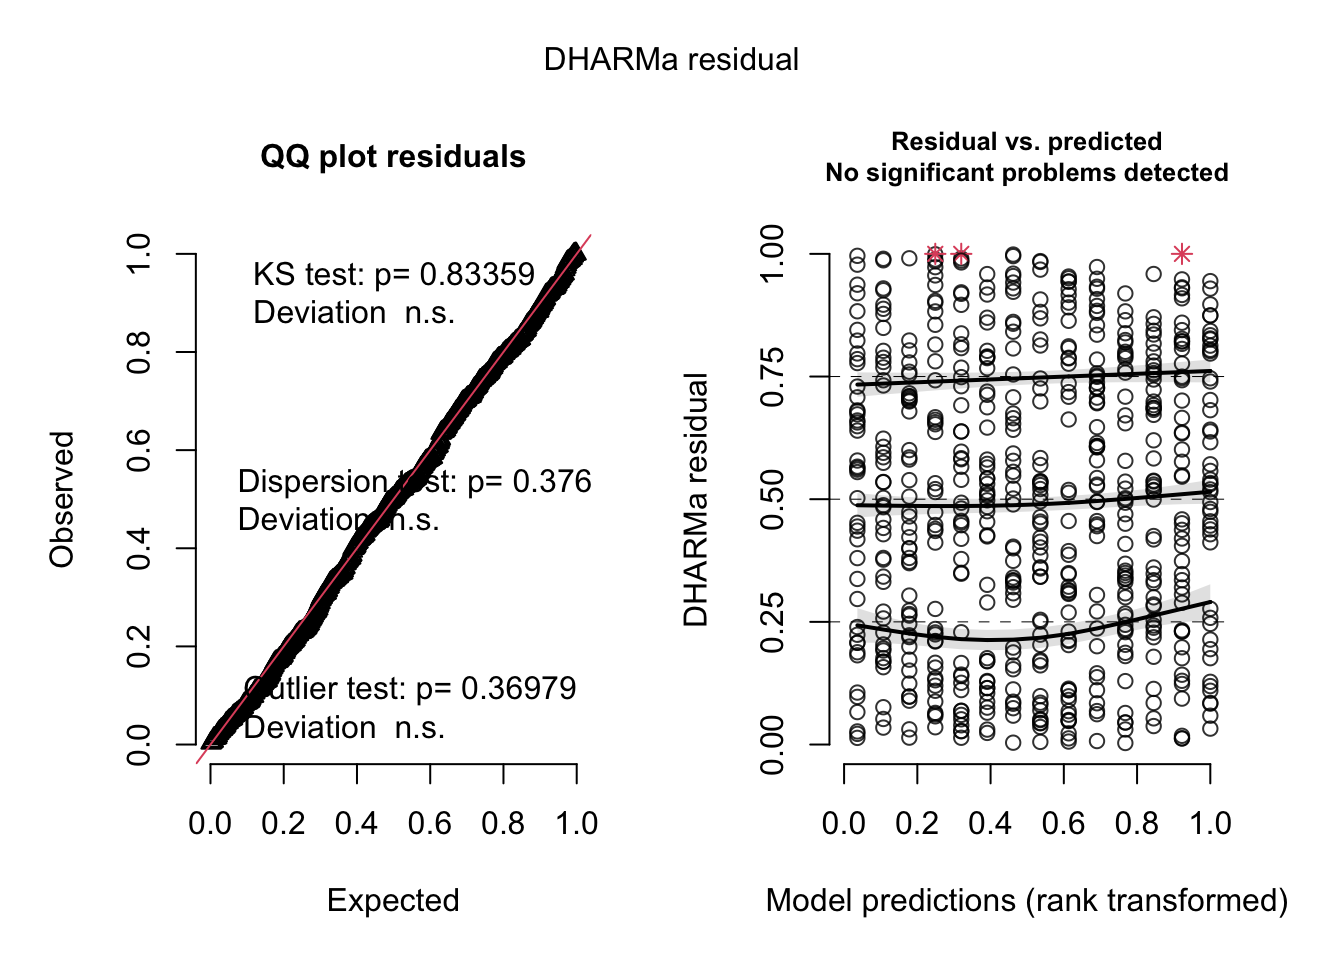 DHARMa residual
QQ plot residuals
KS test: p= 0.83359
Deviation  n.s.
Dispersion test: p= 0.376
Deviation  n.s.
Outlier test: p= 0.36979
Deviation  n.s.
Observed
0.0 0.2 0.4 0.6 0.8 1.0
0.0 0.2 0.4 0.6 0.8 1.0
Expected
Residual vs. predicted
No significant problems detected
DHARMa residual
0.00 0.25 0.50 0.75 1.00
0.0 0.2 0.4 0.6 0.8 1.0
Model predictions (rank transformed)